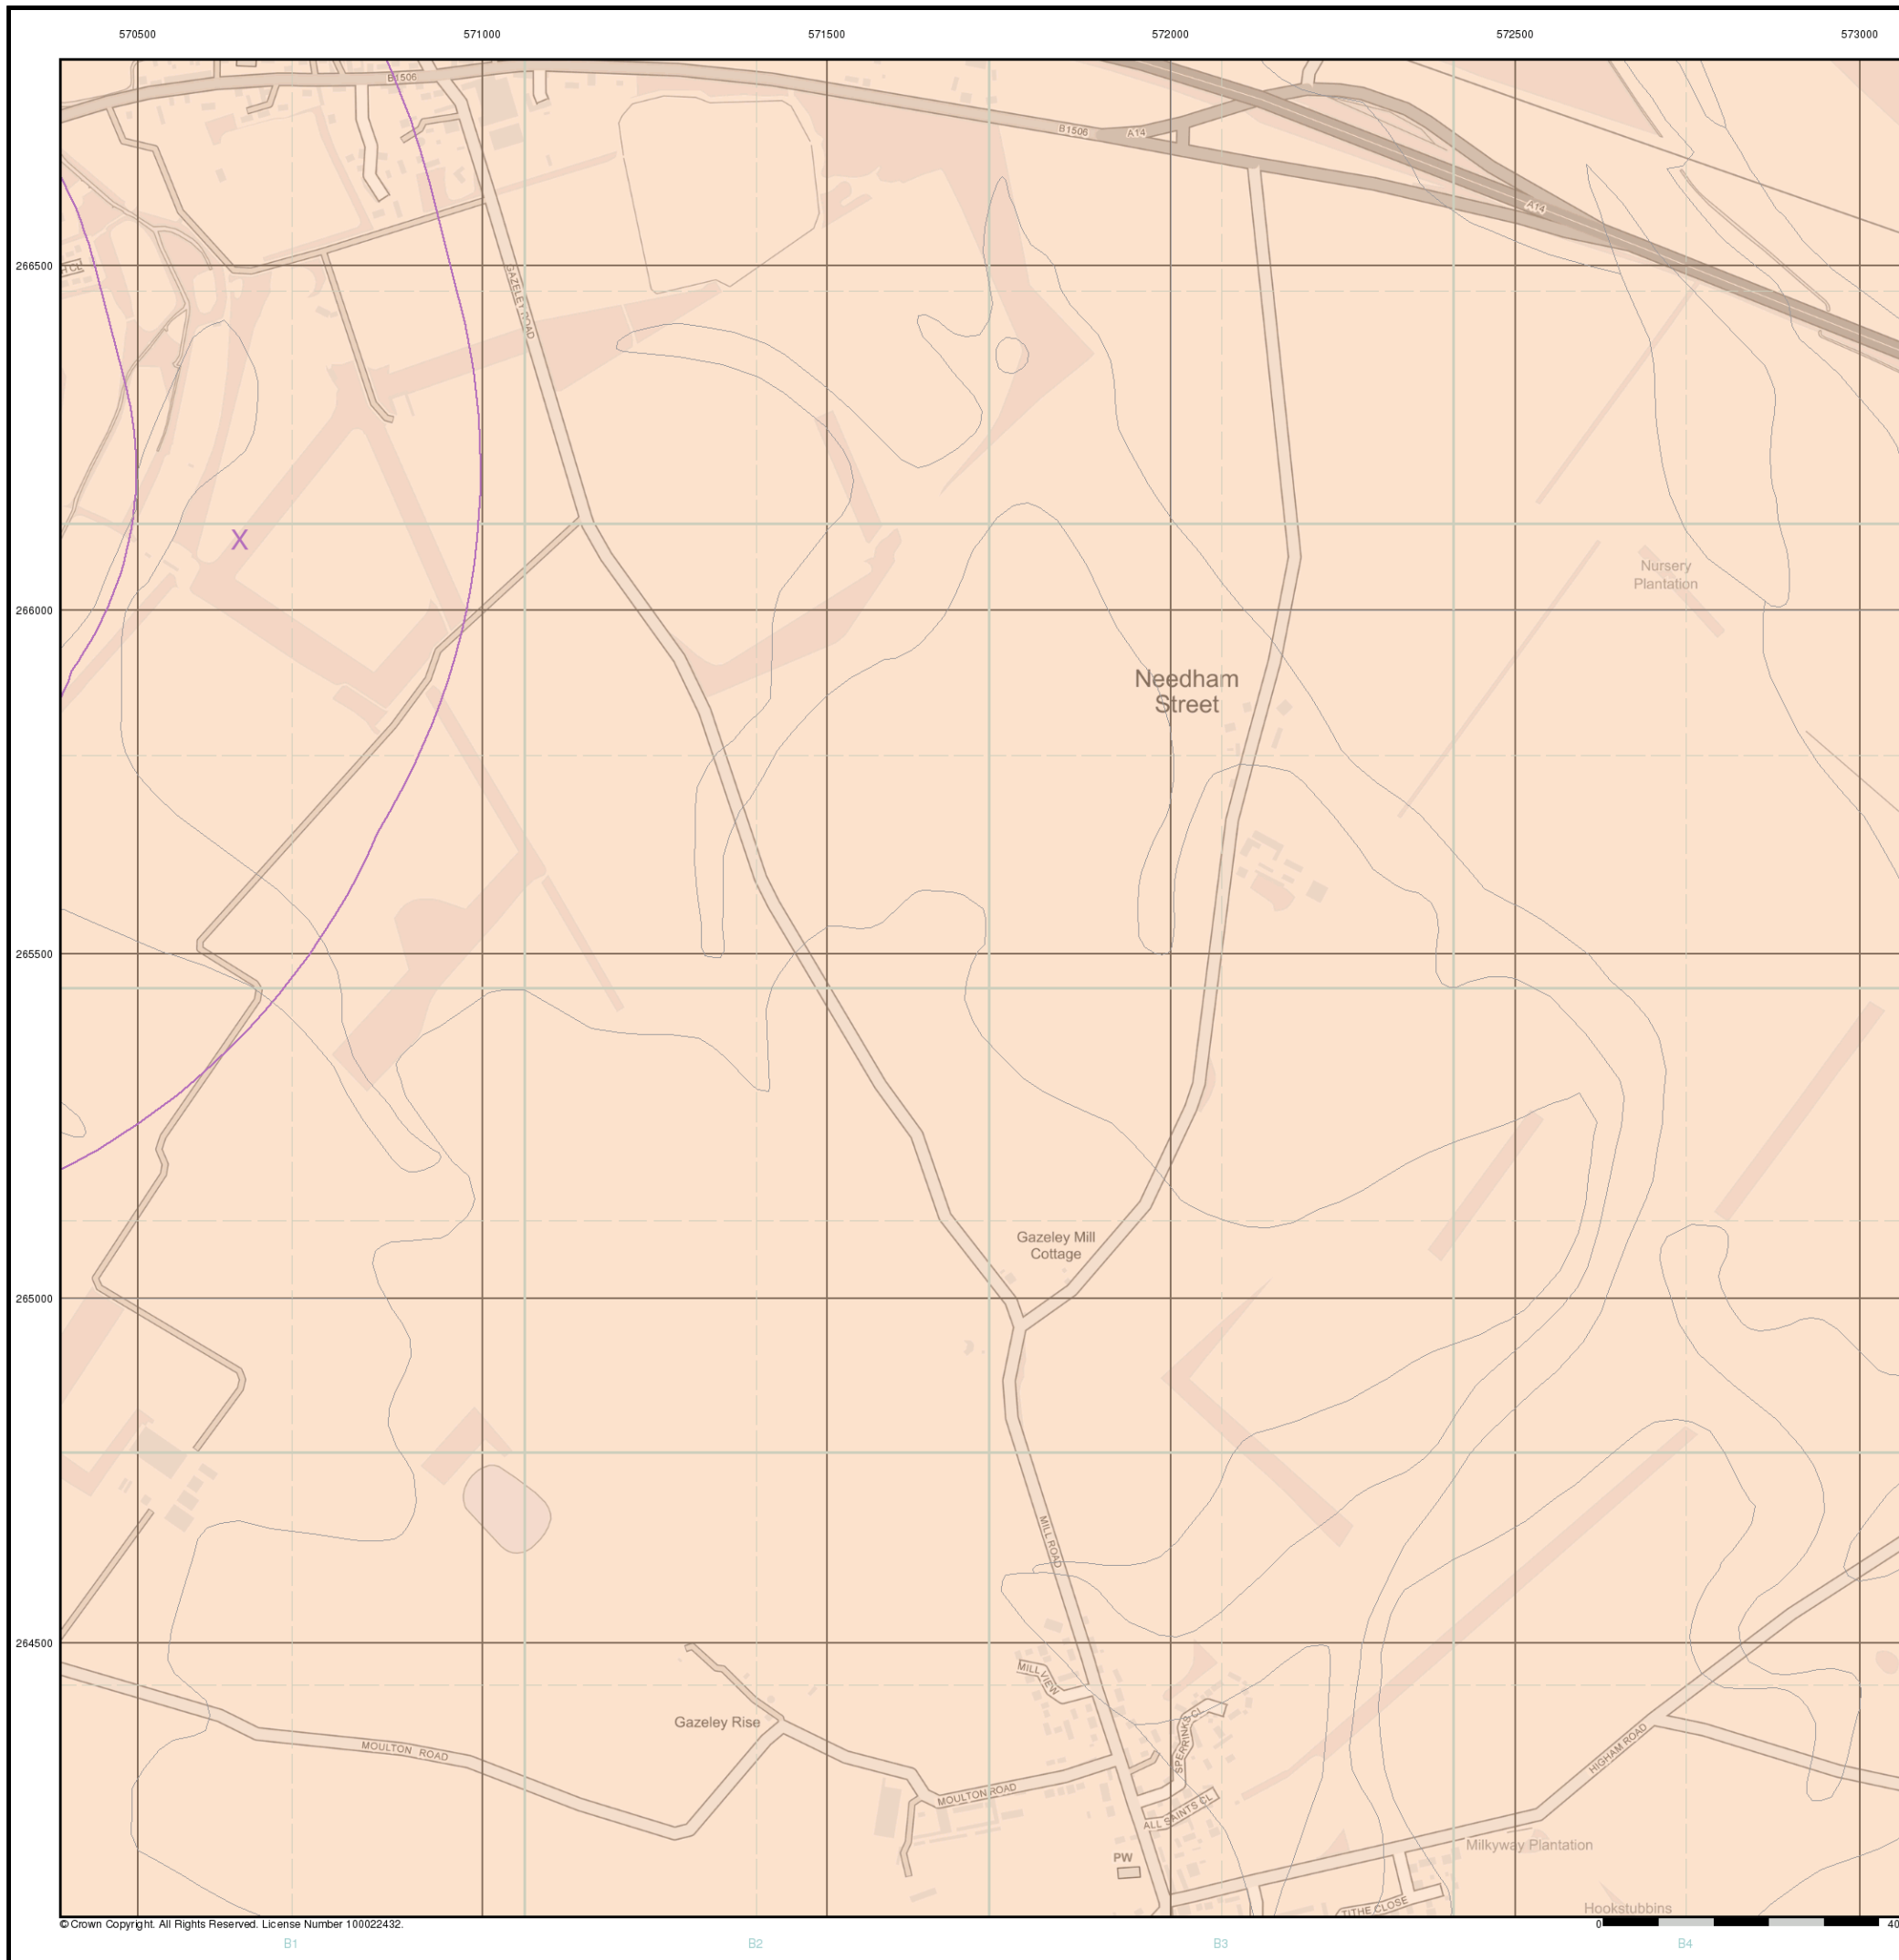 570500 571000 571500 572000 572500 573000
B1506
B1506
A14
A14
266500
GAZELEY ROAD
X
Nursery
Plantation
266000
Needham
Street
265500
Gazeley Mill
Cottage
265000
MILL ROAD
264500
MILL VIEW
Gazeley Rise
SPERRINKS CL
MOULTON ROAD
HIGHAM ROAD
MOULTON ROAD
ALL SAINTS CL
Milkyway Plantation
PW
TITHE CLOSE
Hookstubbins
© Crown Copyright. All Rights Reserved. License Number 100022432.
0
B1 B2 B3 B4